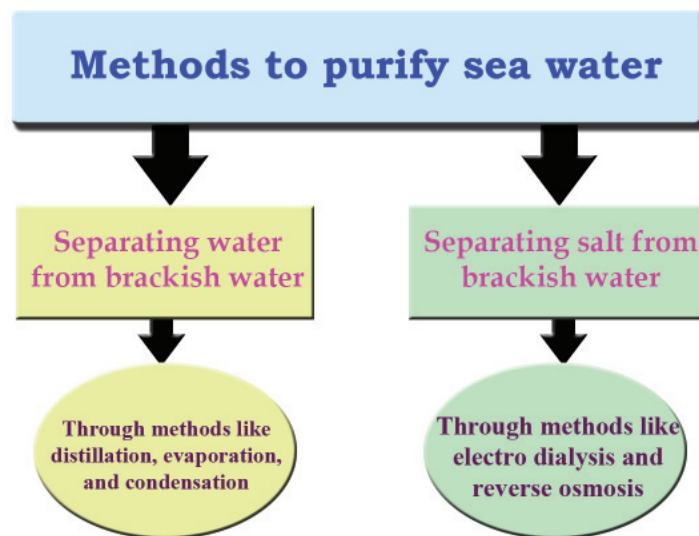 Methods to purify sea water
Separating water
from brackish water
Separating salt from
brackish water
Through methods like
distillation, evaporation,
and condensation
Through methods like
electro dialysis and
reverse osmosis